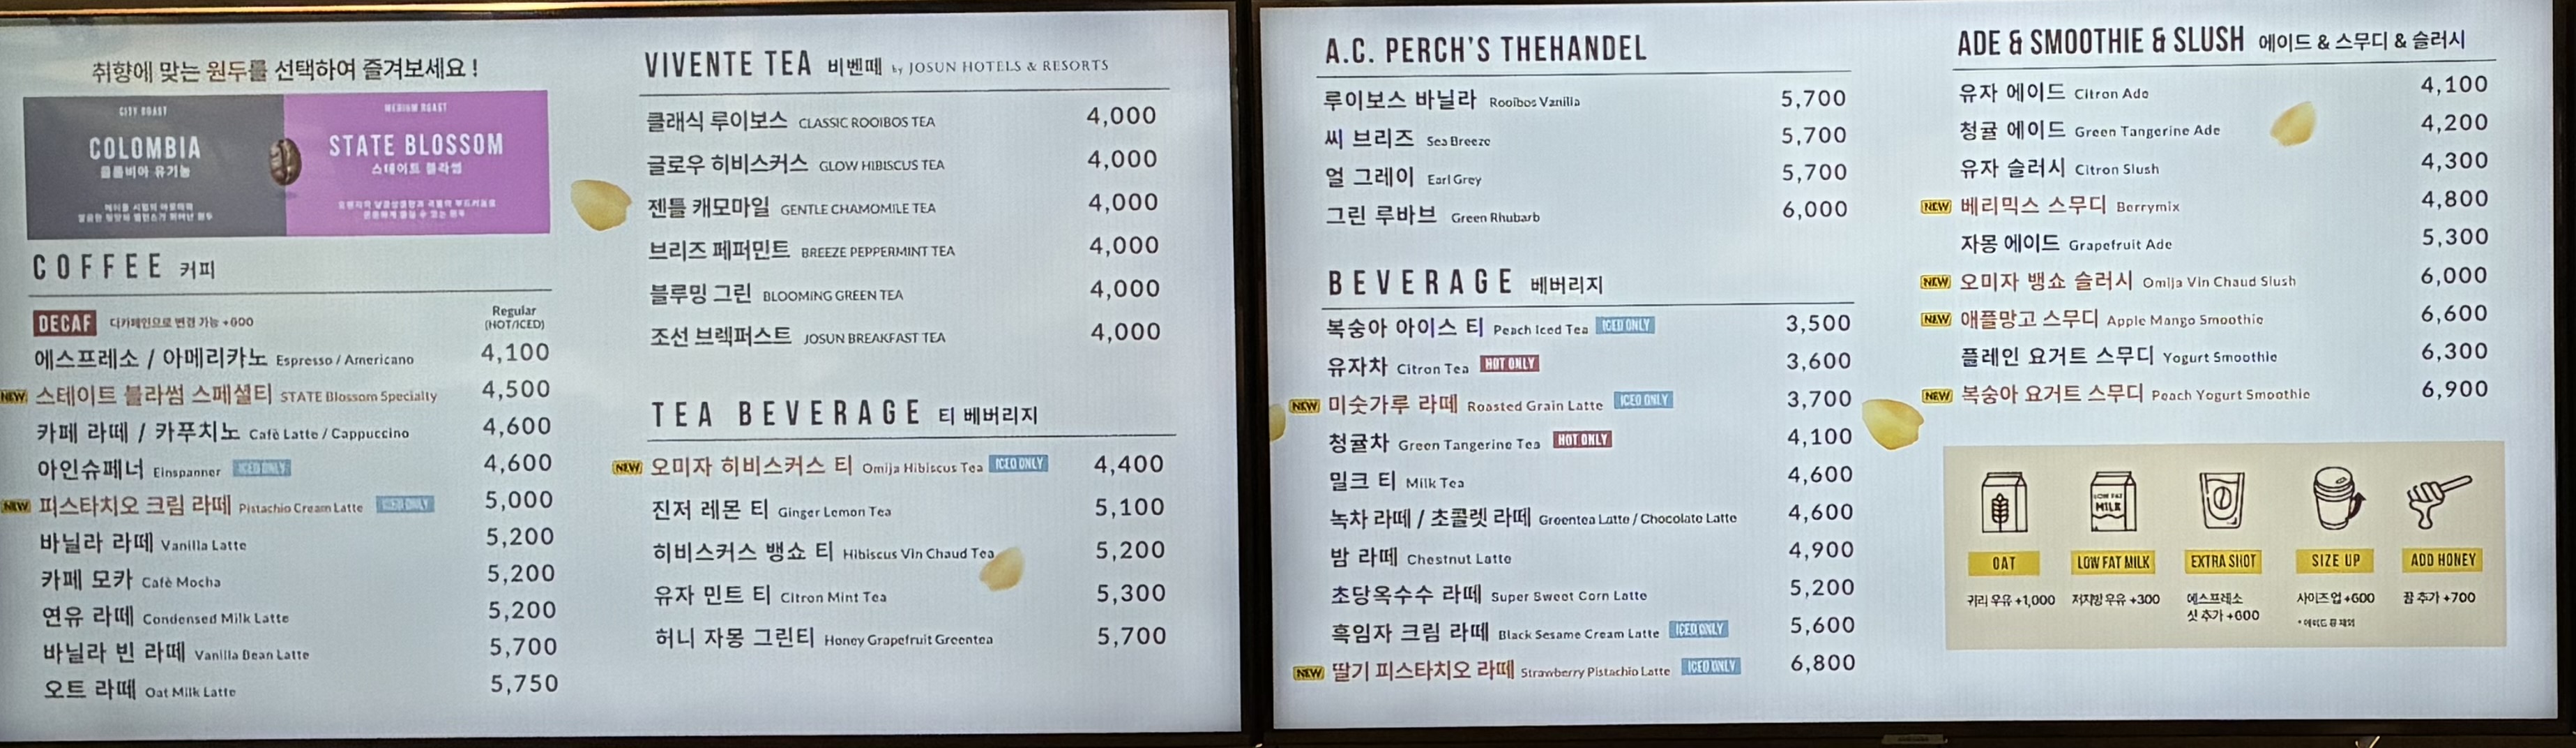 취향에 맞는 원두를 선택하여 즐겨보세요 !
CITY ROAST
COLOMBIA
콜롬비아 유기농
MEDIUM ROAST
STATE BLOSSOM
스테이트 블라썸
COFFEE 커피
DECAF 디카페인으로 변경 가능 +600
Regular
(HOT/ICED)
에스프레소 / 아메리카노 Espresso / Americano 4,100
NEW 스테이트 블라썸 스페셜티 STATE Blossom Specialty 4,500
카페 라떼 / 카푸치노 Cafè Latte / Cappuccino 4,600
아인슈페너 Einspanner ICED ONLY 4,600
NEW 피스타치오 크림 라떼 Pistachio Cream Latte ICED ONLY 5,000
바닐라 라떼 Vanilla Latte 5,200
카페 모카 Cafè Mocha 5,200
연유 라떼 Condensed Milk Latte 5,200
바닐라 빈 라떼 Vanilla Bean Latte 5,700
오트 라떼 Oat Milk Latte 5,750
VIVENTE TEA 비벤떼 by JOSUN HOTELS & RESORTS
클래식 루이보스 CLASSIC ROOIBOS TEA 4,000
글로우 히비스커스 GLOW HIBISCUS TEA 4,000
젠틀 캐모마일 GENTLE CHAMOMILE TEA 4,000
브리즈 페퍼민트 BREEZE PEPPERMINT TEA 4,000
블루밍 그린 BLOOMING GREEN TEA 4,000
조선 브렉퍼스트 JOSUN BREAKFAST TEA 4,000
TEA BEVERAGE 티 베버리지
NEW 오미자 히비스커스 티 Omija Hibiscus Tea ICED ONLY 4,400
진저 레몬 티 Ginger Lemon Tea 5,100
히비스커스 뱅쇼 티 Hibiscus Vin Chaud Tea 5,200
유자 민트 티 Citron Mint Tea 5,300
허니 자몽 그린티 Honey Grapefruit Greentea 5,700
A.C. PERCH'S THEHANDEL
루이보스 바닐라 Rooibos Vanilla 5,700
씨 브리즈 Sea Breeze 5,700
얼 그레이 Earl Grey 5,700
그린 루바브 Green Rhubarb 6,000
BEVERAGE 베버리지
복숭아 아이스 티 Peach Iced Tea ICED ONLY 3,500
유자차 Citron Tea HOT ONLY 3,600
NEW 미숫가루 라떼 Roasted Grain Latte ICED ONLY 3,700
청귤차 Green Tangerine Tea HOT ONLY 4,100
밀크 티 Milk Tea 4,600
녹차 라떼 / 초콜렛 라떼 Greentea Latte / Chocolate Latte 4,600
밤 라떼 Chestnut Latte 4,900
초당옥수수 라떼 Super Sweet Corn Latte 5,200
흑임자 크림 라떼 Black Sesame Cream Latte ICED ONLY 5,600
NEW 딸기 피스타치오 라떼 Strawberry Pistachio Latte ICED ONLY 6,800
ADE & SMOOTHIE & SLUSH 에이드 & 스무디 & 슬러시
유자 에이드 Citron Ade 4,100
청귤 에이드 Green Tangerine Ade 4,200
유자 슬러시 Citron Slush 4,300
NEW 베리믹스 스무디 Berrymix 4,800
자몽 에이드 Grapefruit Ade 5,300
NEW 오미자 뱅쇼 슬러시 Omija Vin Chaud Slush 6,000
NEW 애플망고 스무디 Apple Mango Smoothie 6,600
플레인 요거트 스무디 Yogurt Smoothie 6,300
NEW 복숭아 요거트 스무디 Peach Yogurt Smoothie 6,900
LOW FAT
MILK
OAT
귀리 우유 +1,000
LOW FAT MILK
저지방 우유 +300
EXTRA SHOT
에스프레소
샷 추가 +600
SIZE UP
사이즈 업 +600
ADD HONEY
꿀 추가 +700